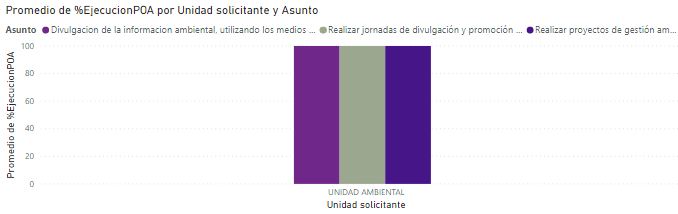 Promedio de %EjecucionPOA por Unidad solicitante y Asunto
Asunto Divulgacion de la informacion ambiental, utilizando los medios ... Realizar jornadas de divulgación y promoción ... Realizar proyectos de gestión am...
Promedio de %EjecucionPOA
100
80
60
40
20
0
UNIDAD AMBIENTAL
Unidad solicitante